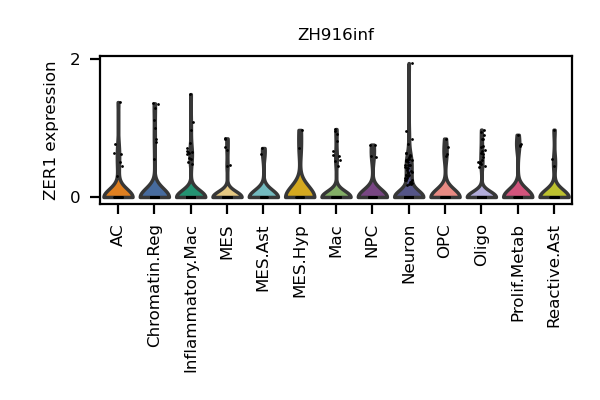 ZH916inf
ZER1 expression
2
0
AC
Chromatin.Reg
Inflammatory.Mac
MES
MES.Ast
MES.Hyp
Mac
NPC
Neuron
OPC
Oligo
Prolif.Metab
Reactive.Ast